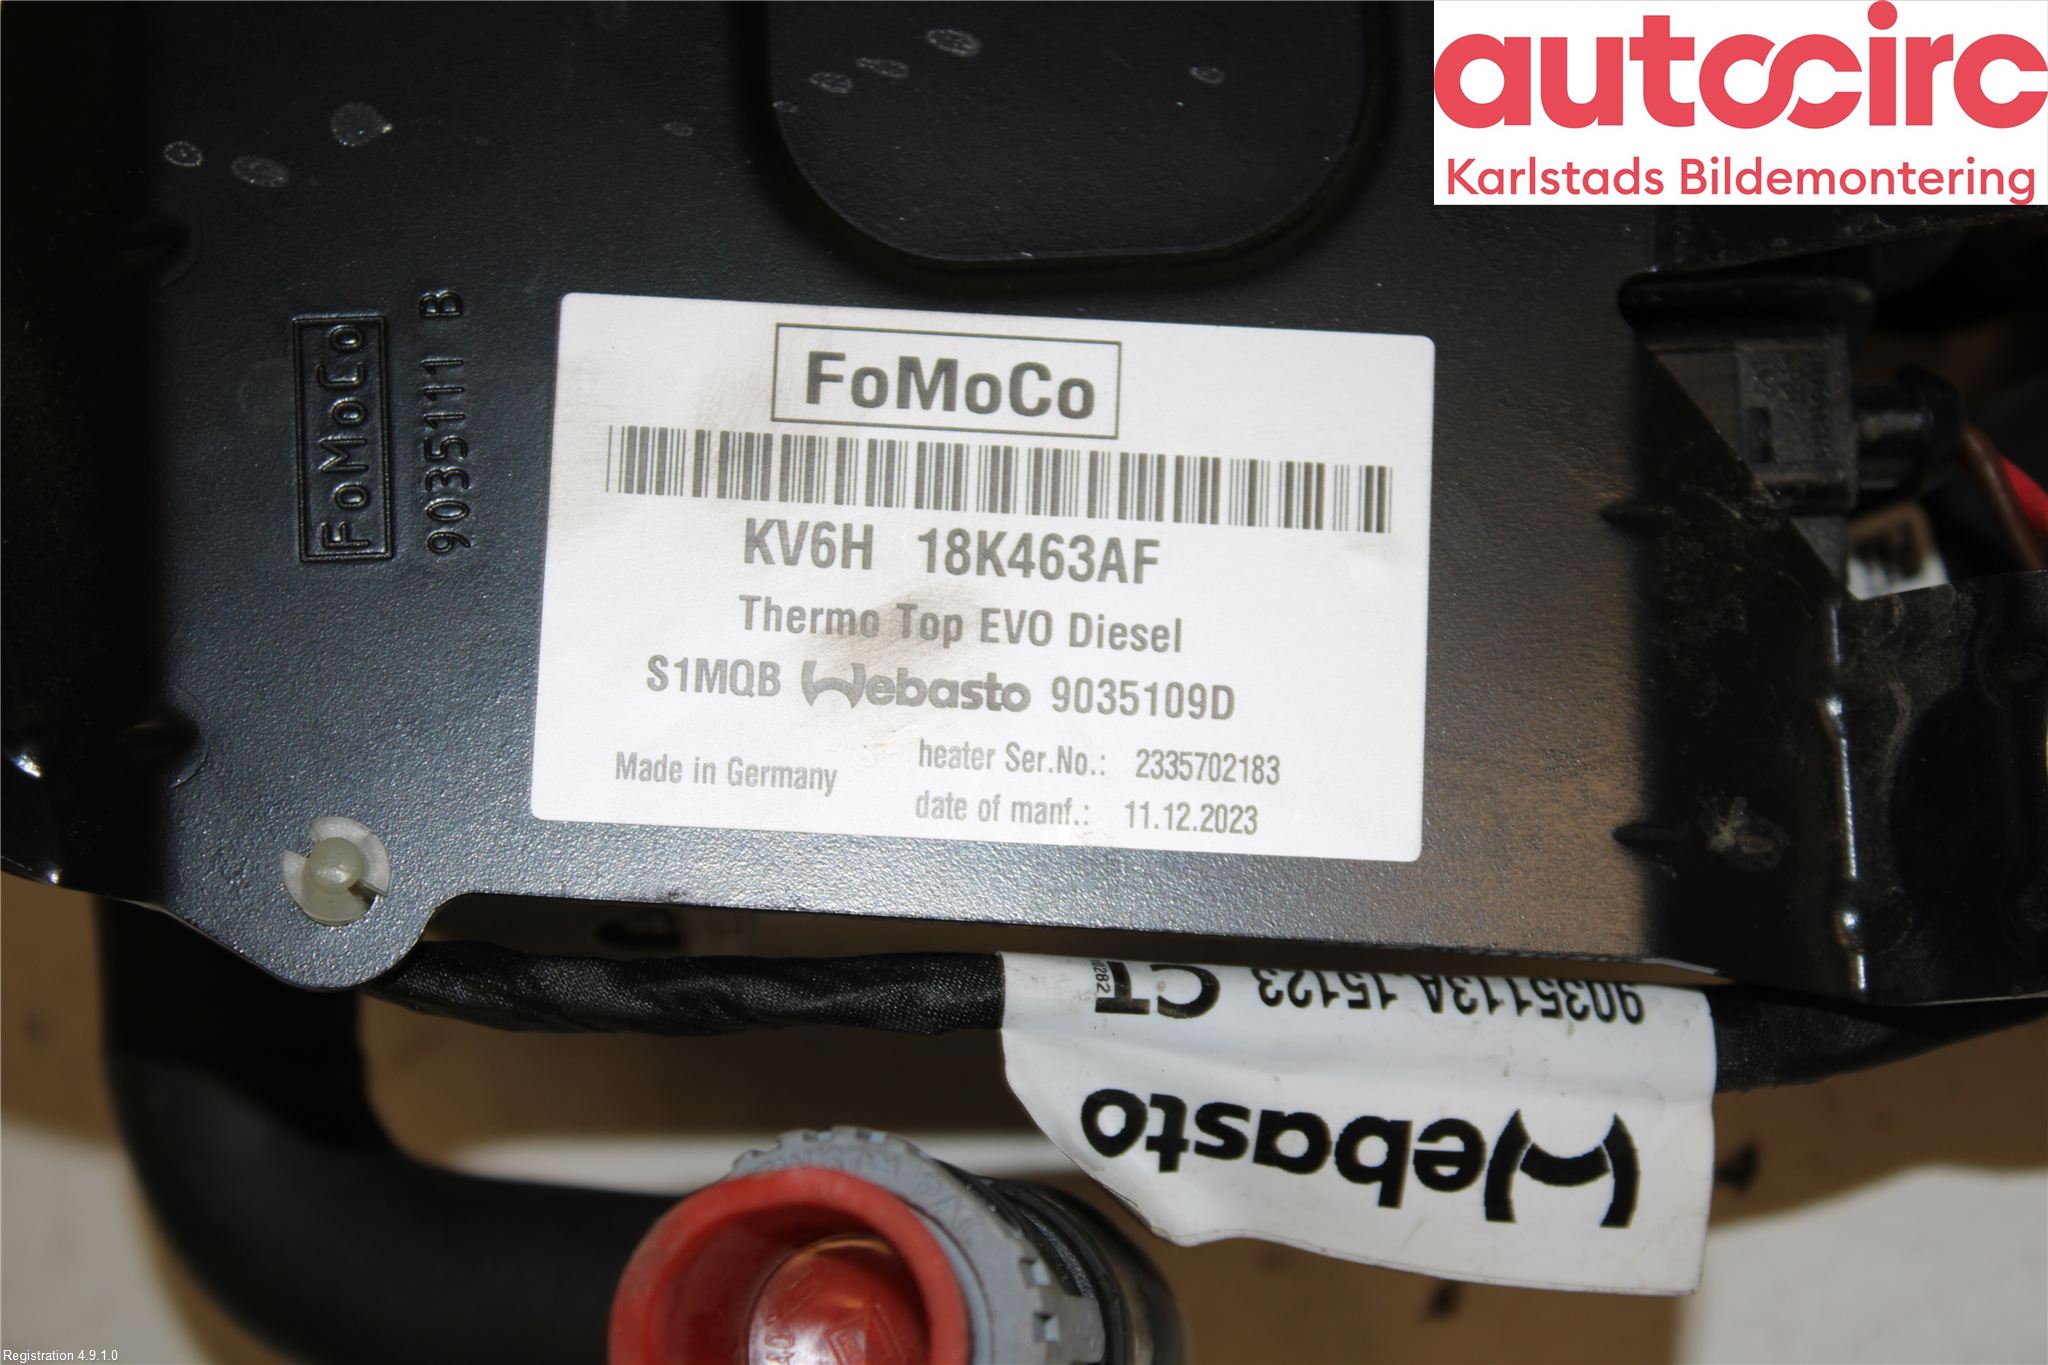 autocirc
Karlstads Bildemontering
FoMoCo
9035111 B
FoMoCo
KV6H 18K463AF
Thermo Top EVO Diesel
S1MQB Webasto 9035109D
Made in Germany
heater Ser.No.: 2335702183
date of manf.: 11.12.2023
9035113A.15123
CT
Webasto
Registration 4.9.1.0